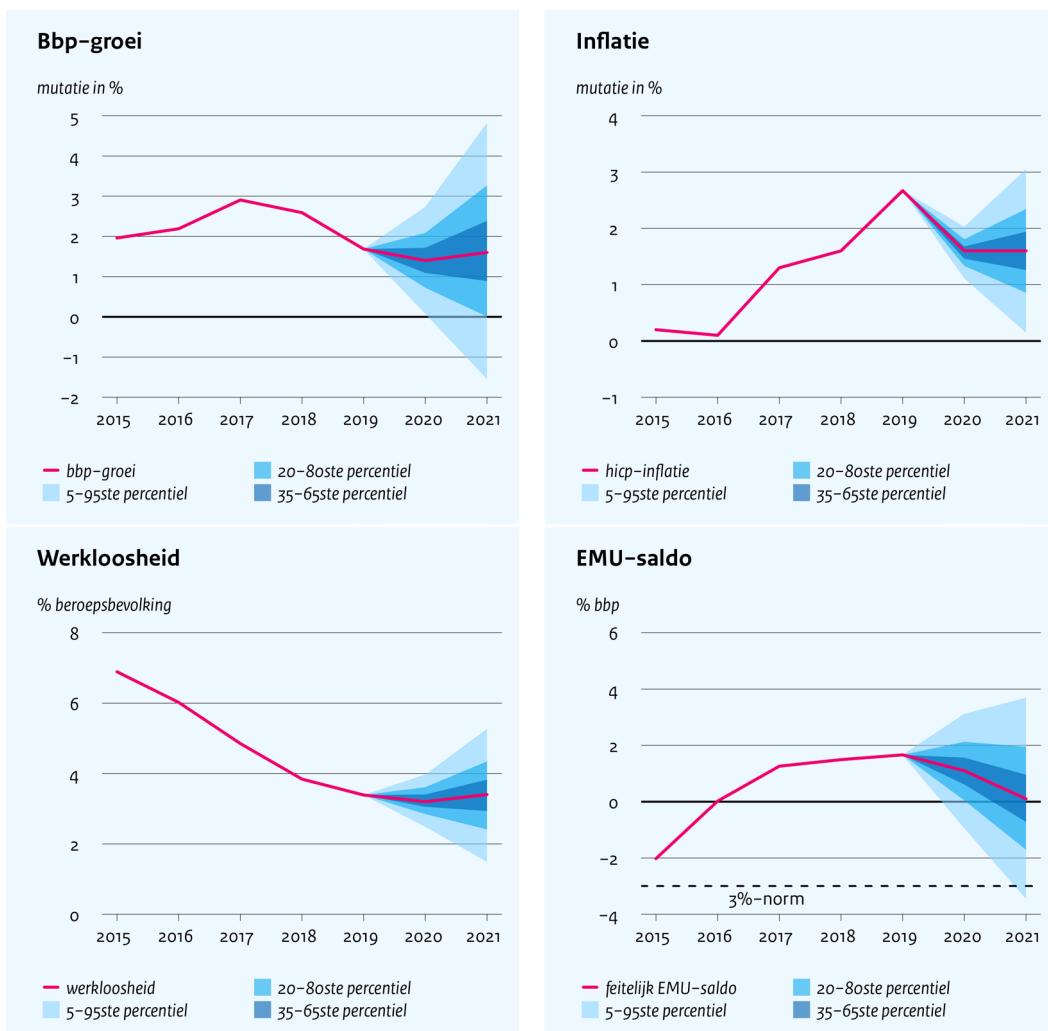 Bbp-groei
mutatie in %
5
4
3
2
1
0
-1
-2
2015 2016 2017 2018 2019 2020 2021
bbp-groei
20-80ste percentiel
5-95ste percentiel
35-65ste percentiel
Inflatie
mutatie in %
4
3
2
1
0
-1
2015 2016 2017 2018 2019 2020 2021
hicp-inflatie
20-80ste percentiel
5-95ste percentiel
35-65ste percentiel
Werkloosheid
% beroepsbevolking
8
6
4
2
0
2015 2016 2017 2018 2019 2020 2021
werkloosheid
20-80ste percentiel
5-95ste percentiel
35-65ste percentiel
EMU-saldo
% bbp
6
4
2
0
-2
3%-norm
-4
2015 2016 2017 2018 2019 2020 2021
feitelijk EMU-saldo
20-80ste percentiel
5-95ste percentiel
35-65ste percentiel